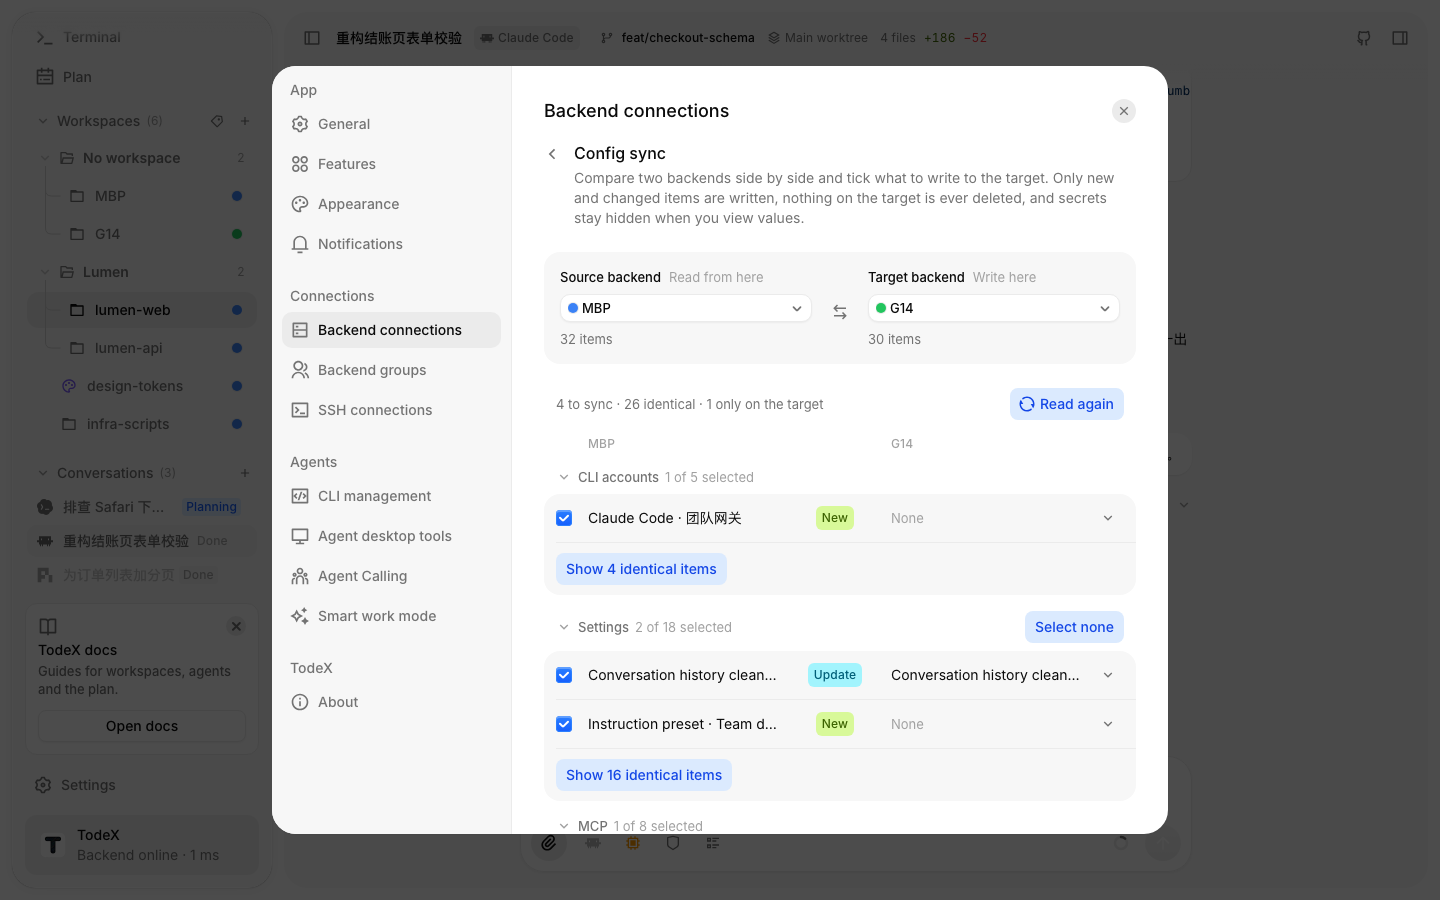 Terminal
Plan
Workspaces (6)
No workspace 2
MBP
G14
Lumen 2
lumen-web
lumen-api
design-tokens
infra-scripts
Conversations (3)
排查 Safari 下... Planning
重构结账页表单校验 Done
为订单列表加分页 Done
TodeX docs
Guides for workspaces, agents
and the plan.
Open docs
Settings
TodeX
Backend online · 1 ms
重构结账页表单校验 Claude Code feat/checkout-schema Main worktree 4 files +186 −52
umb
出
App
General
Features
Appearance
Notifications
Connections
Backend connections
Backend groups
SSH connections
Agents
CLI management
Agent desktop tools
Agent Calling
Smart work mode
TodeX
About
Backend connections
Config sync
Compare two backends side by side and tick what to write to the target. Only new
and changed items are written, nothing on the target is ever deleted, and secrets
stay hidden when you view values.
Source backend Read from here
MBP
32 items
Target backend Write here
G14
30 items
4 to sync · 26 identical · 1 only on the target
Read again
MBP G14
CLI accounts 1 of 5 selected
Claude Code · 团队网关 New None
Show 4 identical items
Settings 2 of 18 selected
Select none
Conversation history clean... Update Conversation history clean...
Instruction preset · Team d... New None
Show 16 identical items
MCP 1 of 8 selected